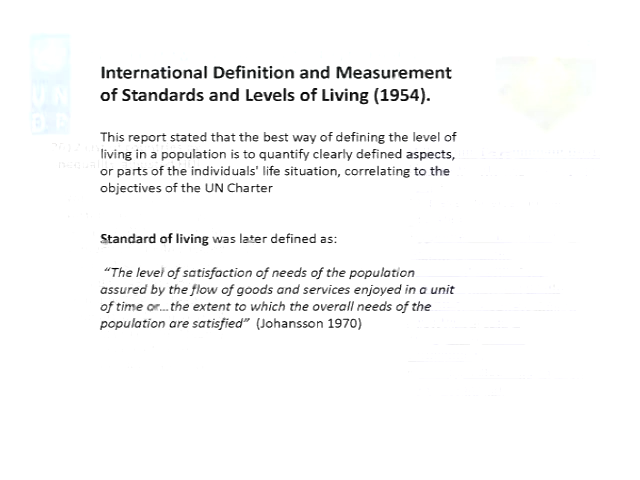 International Definition and Measurement
of Standards and Levels of Living (1954).
This report stated that the best way of defining the level of
living in a population is to quantify clearly defined aspects,
or parts of the individuals' life situation, correlating to the
objectives of the UN Charter
Standard of living was later defined as:
“The level of satisfaction of needs of the population
assured by the flow of goods and services enjoyed in a unit
of time or...the extent to which the overall needs of the
population are satisfied” (Johansson 1970)
U N
D P